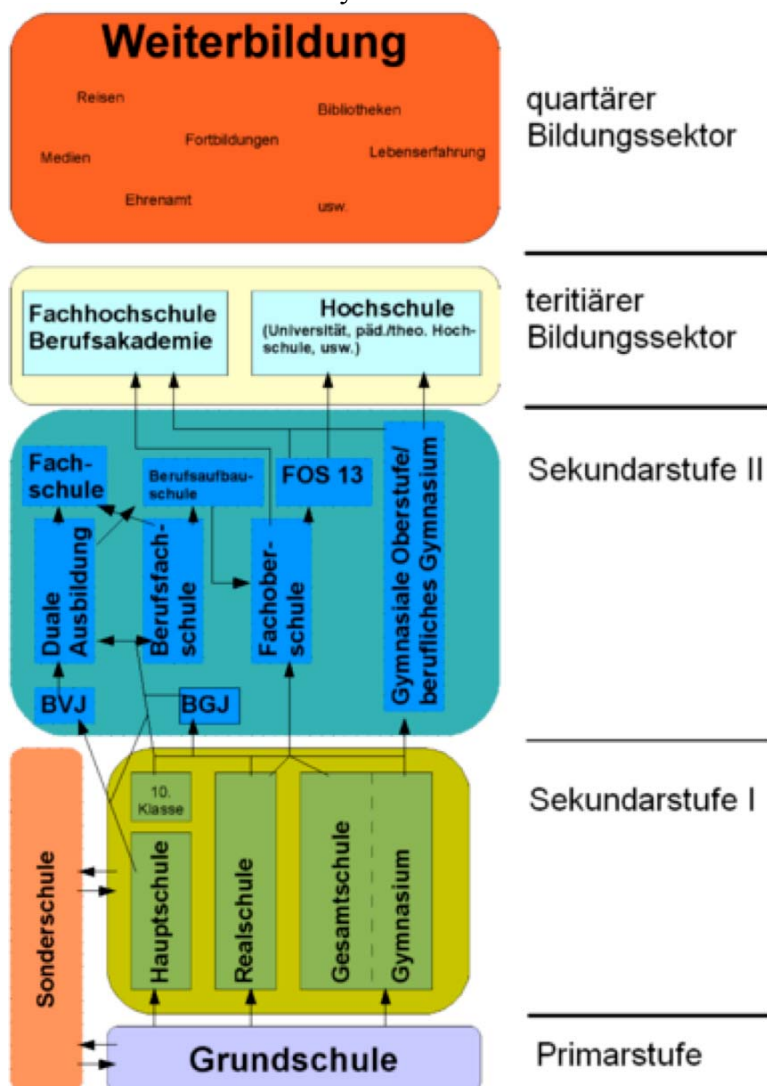 Weiterbildung
Reisen
Bibliotheken
Fortbildungen
Medien
Lebenserfahrung
Ehrenamt
usw.
quartärer
Bildungssektor
Fachhochschule
Berufsakademie
Hochschule
(Universität, päd./theo. Hoch-
schule, usw.)
teritiärer
Bildungssektor
Fach-
schule
Berufsaufbau-
schule
FOS 13
Duale
Ausbildung
Berufsfach-
schule
Fachober-
schule
Gymnasiale Oberstufe/
berufliches Gymnasium
BVJ
BGJ
Sekundarstufe II
Sonderschule
10.
Klasse
Hauptschule
Realschule
Gesamtschule
Gymnasium
Sekundarstufe I
Grundschule
Primarstufe